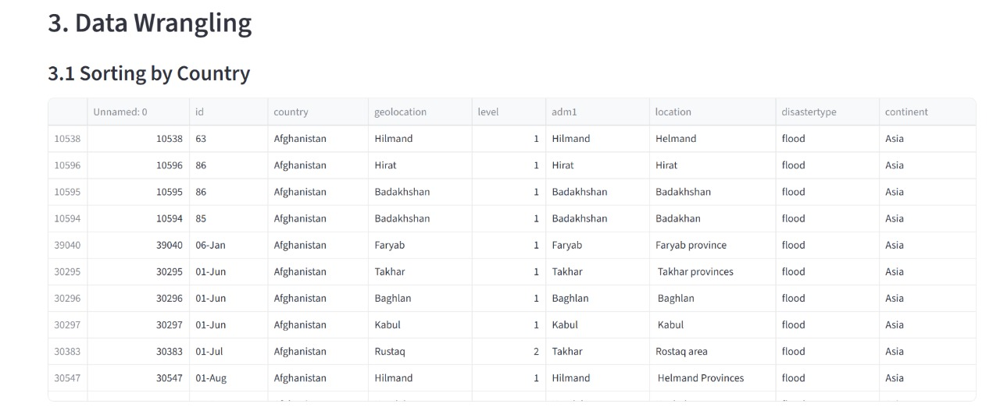 3. Data Wrangling
3.1 Sorting by Country
Unnamed: 0 id country geolocation level adm1 location disastertype continent
10538 10538 63 Afghanistan Hilmand 1 Hilmand Helmand flood Asia
10596 10596 86 Afghanistan Hirat 1 Hirat Hirat flood Asia
10595 10595 86 Afghanistan Badakhshan 1 Badakhshan Badakhshan flood Asia
10594 10594 85 Afghanistan Badakhshan 1 Badakhshan Badakhan flood Asia
39040 39040 06-Jan Afghanistan Faryab 1 Faryab Faryab province flood Asia
30295 30295 01-Jun Afghanistan Takhar 1 Takhar Takhar provinces flood Asia
30296 30296 01-Jun Afghanistan Baghlan 1 Baghlan Baghlan flood Asia
30297 30297 01-Jun Afghanistan Kabul 1 Kabul Kabul flood Asia
30383 30383 01-Jul Afghanistan Rustaq 2 Takhar Rostaq area flood Asia
30547 30547 01-Aug Afghanistan Hilmand 1 Hilmand Helmand Provinces flood Asia